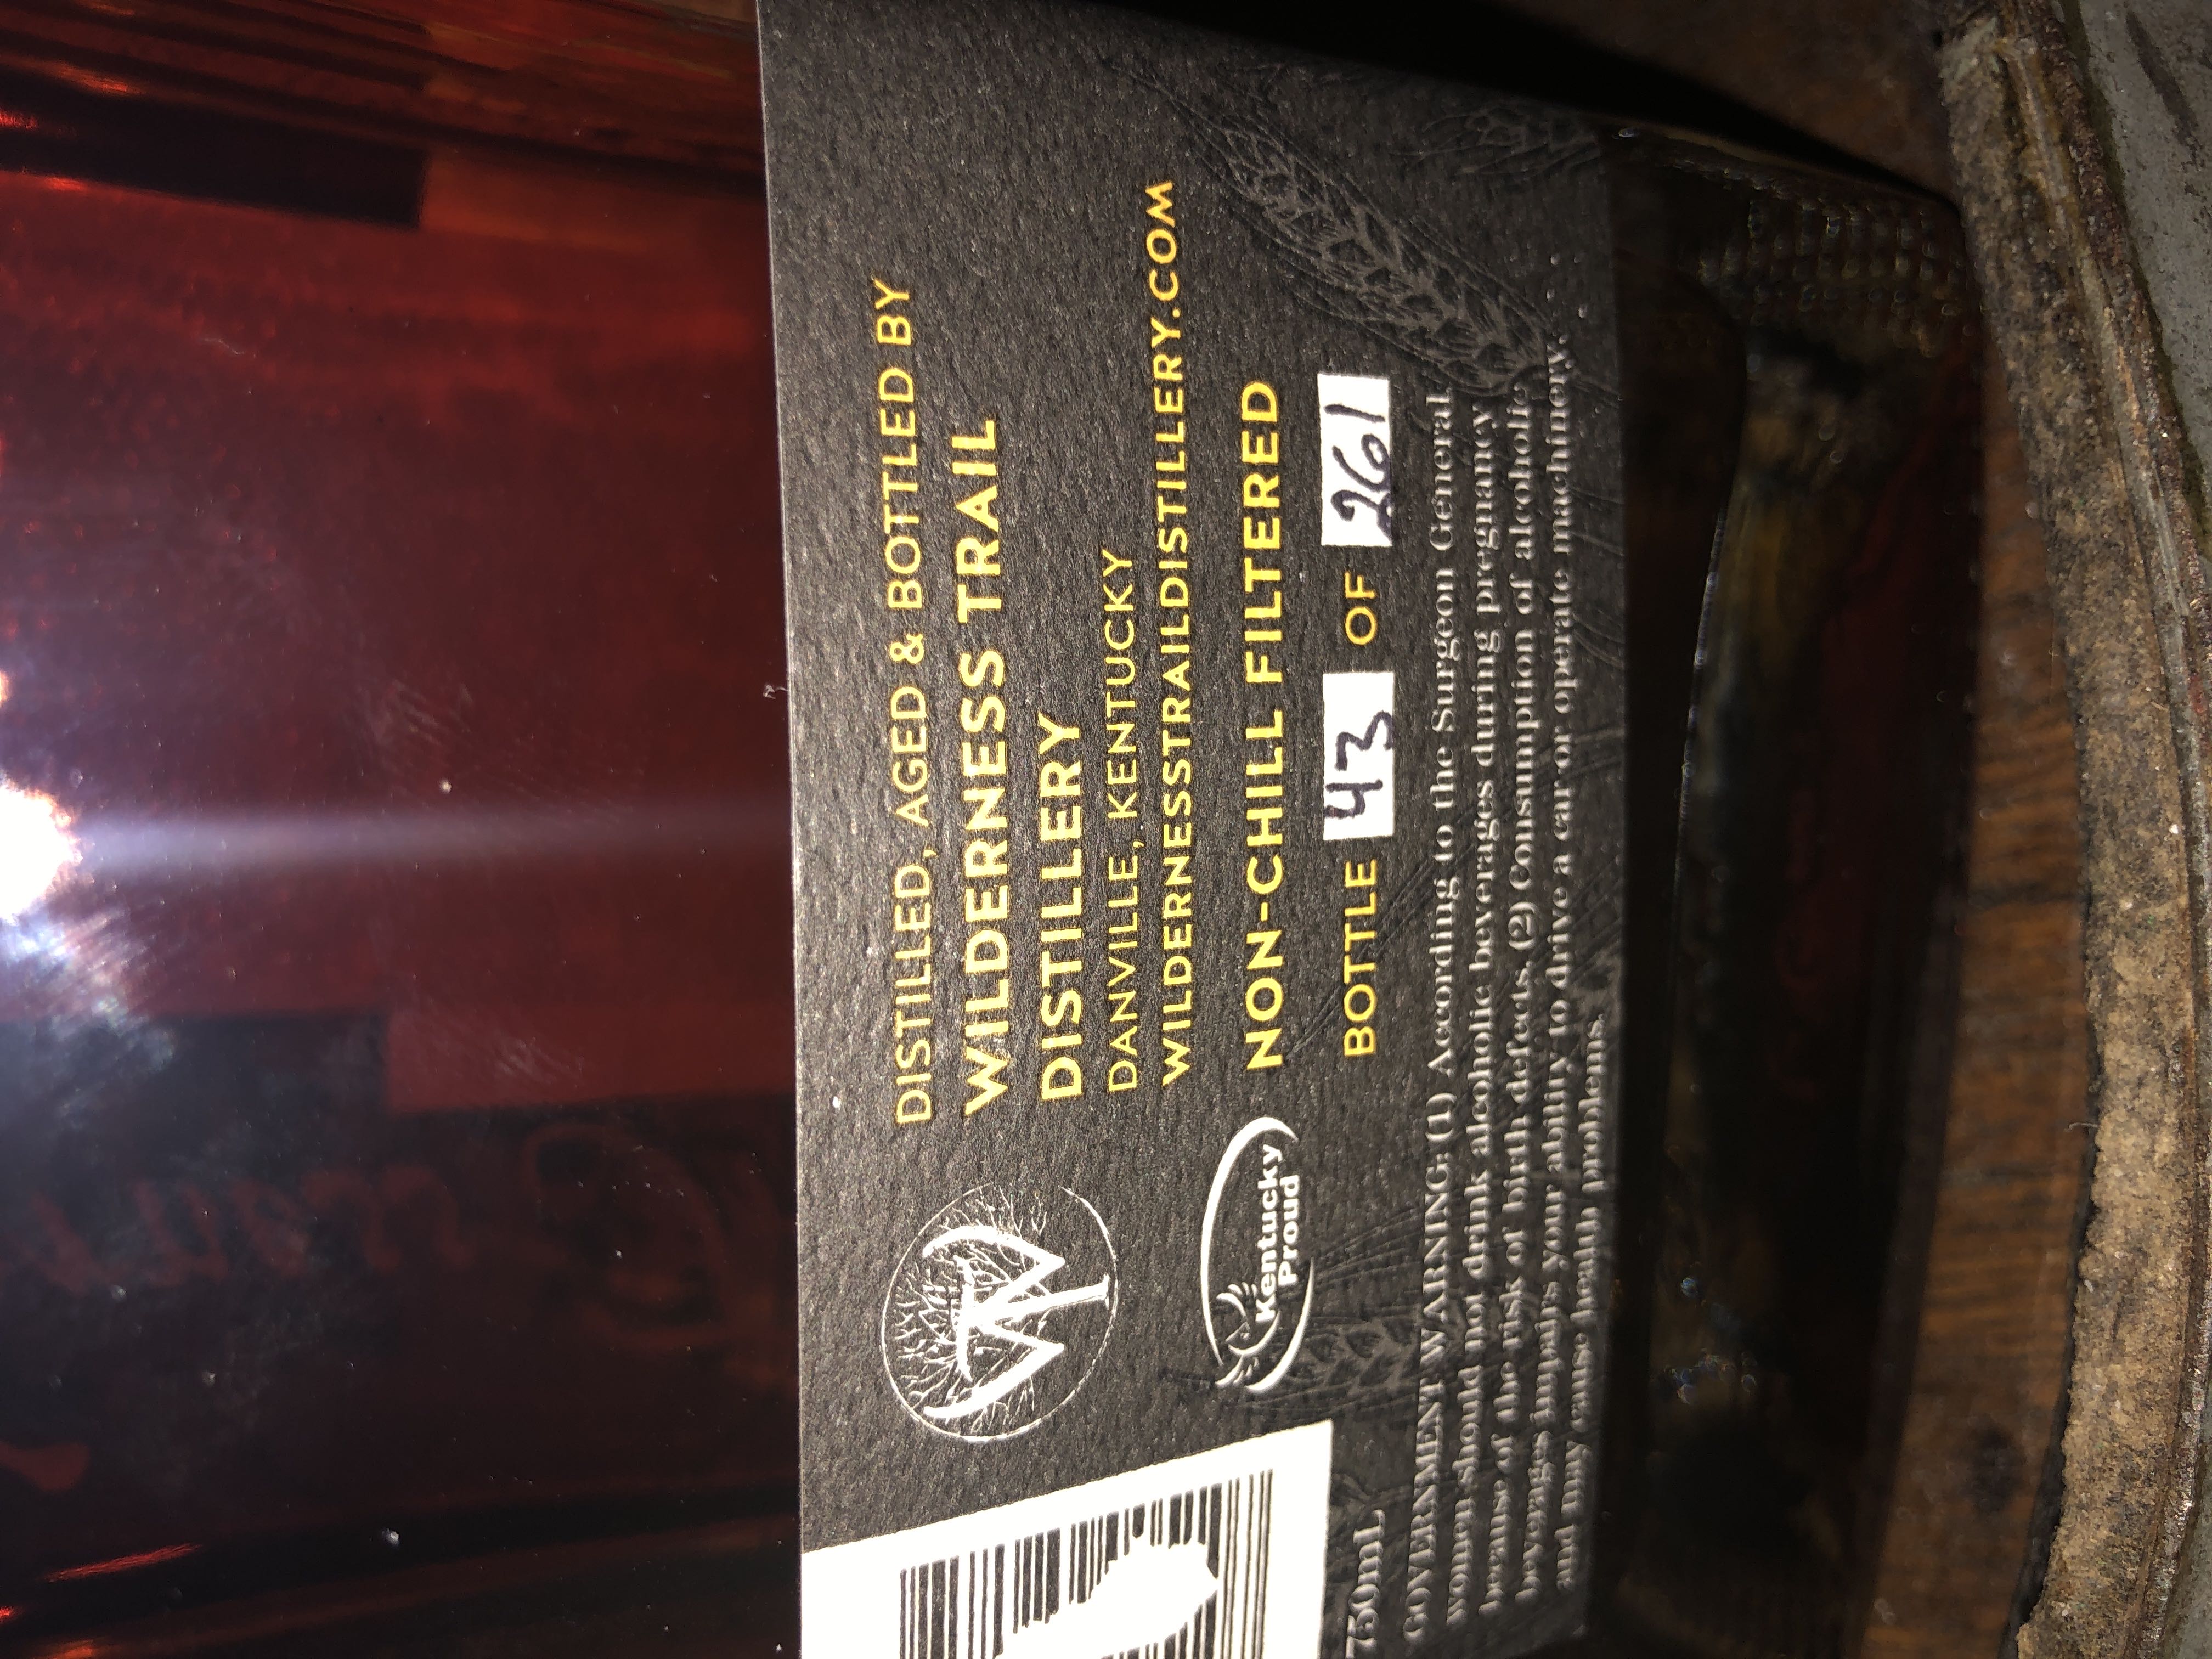 DISTILLED, AGED & BOTTLED BY
WILDERNESS TRAIL
DISTILLERY
DANVILLE, KENTUCKY
WILDERNESSTRAILDISTILLERY.COM
NON-CHILL FILTERED
BOTTLE 43 OF 261
Kentucky
Proud
750mL
GOVERNMENT WARNING: (1) According to the Surgeon General,
women should not drink alcoholic beverages during pregnancy
because of the risk of birth defects. (2) Consumption of alcoholic
beverages impairs your ability to drive a car or operate machinery,
and may cause health problems.